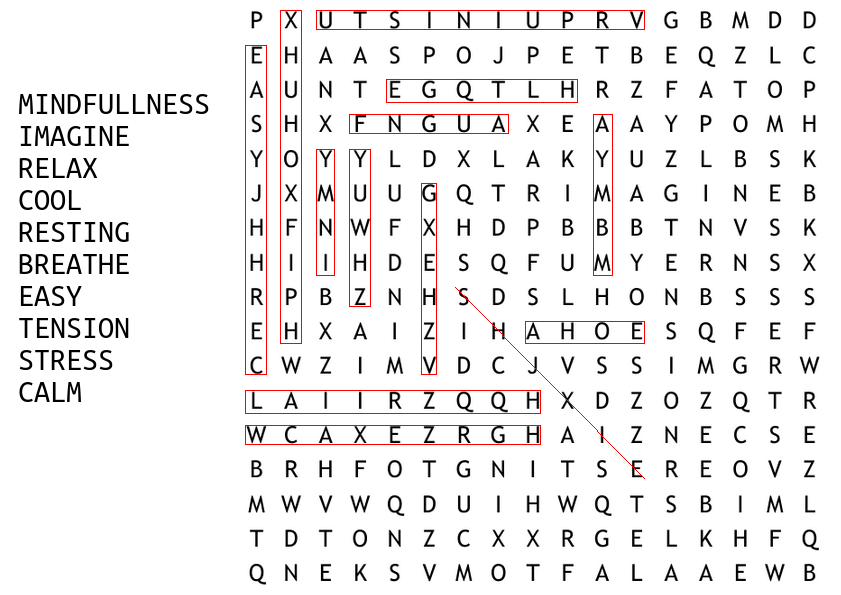 MINDFULLNESS
IMAGINE
RELAX
COOL
RESTING
BREATHE
EASY
TENSION
STRESS
CALM
P X U T S I N I U P R V G B M D D
E H A A S P O J P E T B E Q Z L C
A U N T E G Q T L H R Z F A T O P
S H X F N G U A X E A A Y P O M H
Y O Y Y L D X L A K Y U Z L B S K
J X M U U G Q T R I M A G I N E B
H F N W F X H D P B B B T N V S K
H I I H D E S Q F U M Y E R N S X
R P B Z N H S D S L H O N B S S S
E H X A I Z I H A H O E S Q F E F
C W Z I M V D C J V S S I M G R W
L A I I R Z Q Q H X D Z O Z Q T R
W C A X E Z R G H A I Z N E C S E
B R H F O T G N I T S E R E O V Z
M W V W Q D U I H W Q T S B I M L
T D T O N Z C X X R G E L K H F Q
Q N E K S V M O T F A L A A E W B